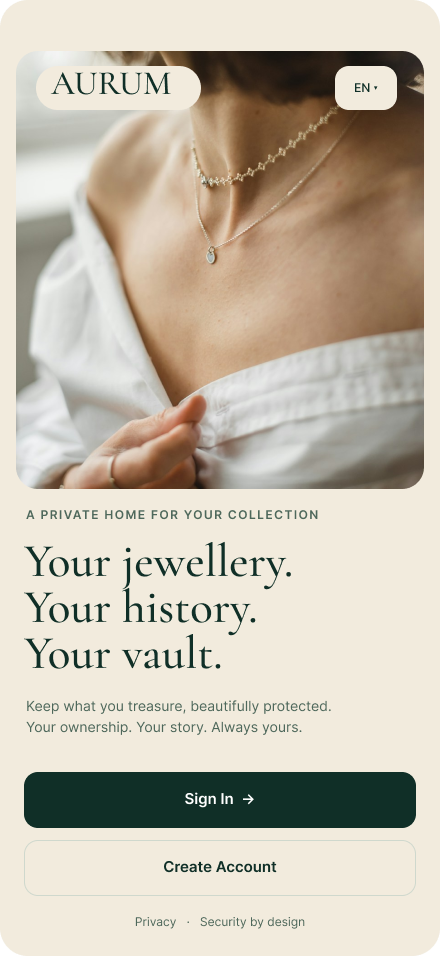 AURUM
EN ▾
A PRIVATE HOME FOR YOUR COLLECTION
Your jewellery.
Your history.
Your vault.
Keep what you treasure, beautifully protected.
Your ownership. Your story. Always yours.
Sign In →
Create Account
Privacy · Security by design